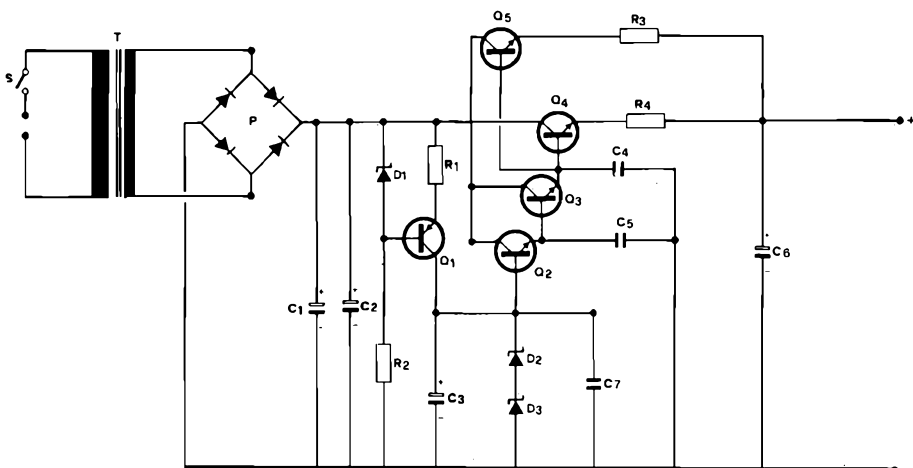 Q5
R3
T
S
P
Q4
R4
+
R1
C4
D1
Q3
C5
Q1
Q2
C6
+
-
C1
+
-
C2
+
-
R2
D2
C3
+
-
D3
C7